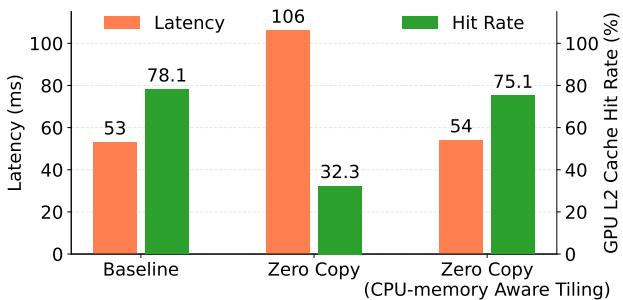 Latency
Hit Rate
Latency (ms)
GPU L2 Cache Hit Rate (%)
100
80
60
40
20
0
100
80
60
40
20
0
53
78.1
106
32.3
54
75.1
Baseline
Zero Copy
Zero Copy
(CPU-memory Aware Tiling)